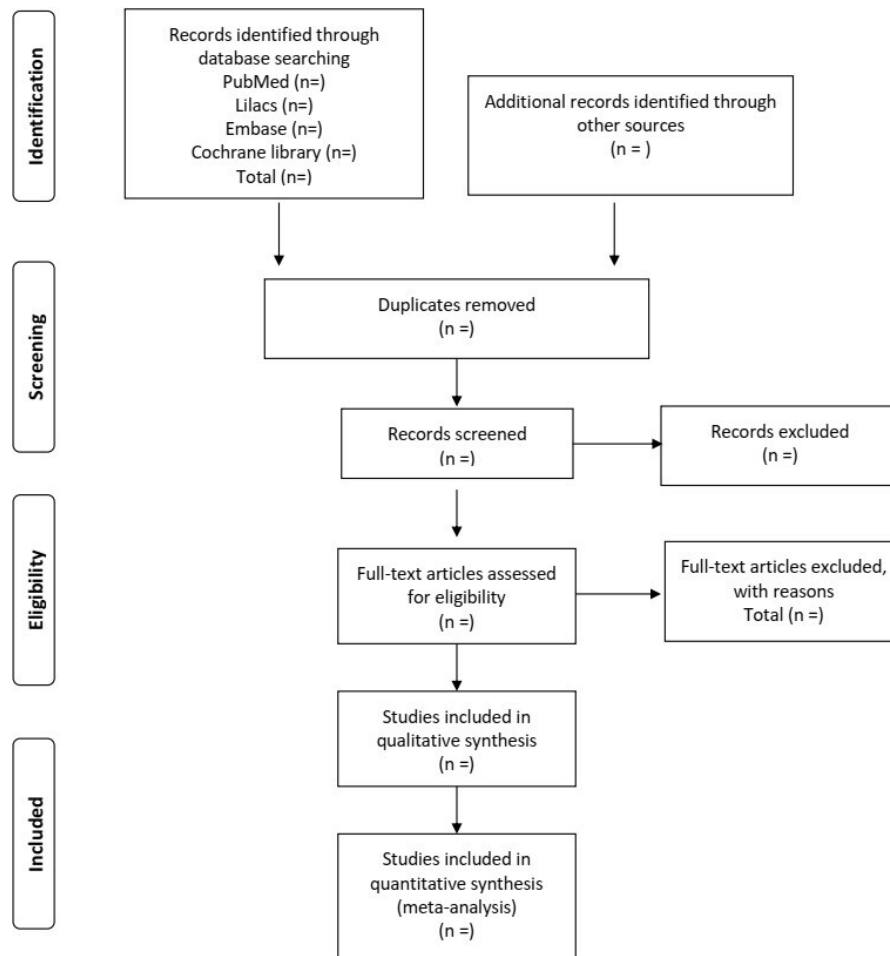 Identification
Records identified through
database searching
PubMed (n=)
Lilacs (n=)
Embase (n=)
Cochrane library (n=)
Total (n=)
Additional records identified through
other sources
(n = )
Screening
Duplicates removed
(n =)
Records screened
(n =)
Records excluded
(n =)
Eligibility
Full-text articles assessed
for eligibility
(n =)
Full-text articles excluded,
with reasons
Total (n =)
Studies included in
qualitative synthesis
(n =)
Included
Studies included in
quantitative synthesis
(meta-analysis)
(n =)